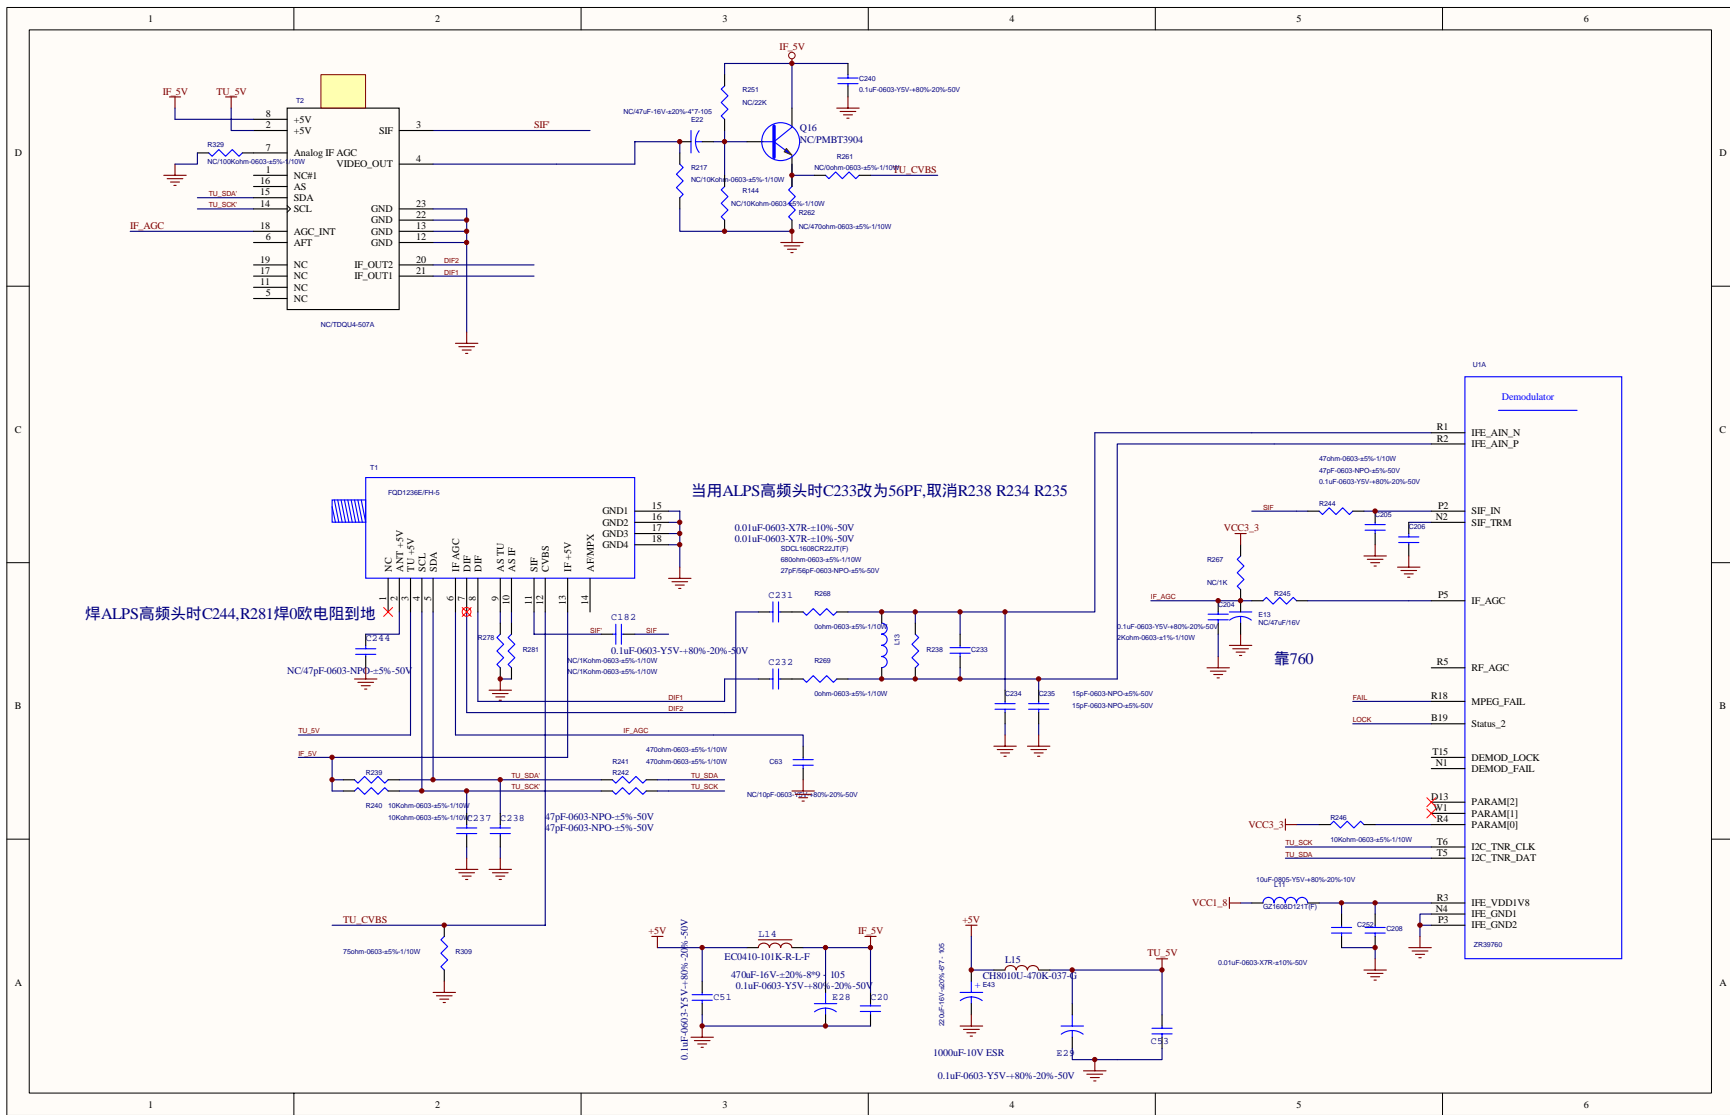 1 2 3 4 5 6
D
IF_5V
C240
0.1uF-0603-Y5V-+80%-20%-50V
R251
NC/22K
NC/47uF-16V-±20%-4*7-105
E22
Q16
NC/PMBT3904
R261
NC/0ohm-0603-±5%-1/10W
TU_CVBS
R217
NC/10Kohm-0603-±5%-1/10W
R144
NC/10Kohm-0603-±5%-1/10W
R262
NC/470ohm-0603-±5%-1/10W
D
IF_5V
TU_5V
T2
8 +5V
2 +5V
SIF 3 SIF'
R329
NC/100Kohm-0603-±5%-1/10W
7 Analog IF AGC
VIDEO_OUT 4
1 NC#1
16 AS
TU_SDA' 15 SDA
TU_SCK' 14 SCL
GND 23
GND 22
GND 13
GND 12
IF_AGC 18 AGC_INT
6 AFT
19 NC
17 NC
11 NC
5 NC
IF_OUT2 20 DIF2
IF_OUT1 21 DIF1
NC/TDQU4-507A
C
T1
FQD1236E/FH-5
GND1 15
GND2 16
GND3 17
GND4 18
NC
ANT +5V
TU +5V
SCL
SDA
IF AGC
DIF
DIF
AS TU
AS IF
SIF
CVBS
IF +5V
AF/MPX
1 2 3 4 5 6 7 8 9 10 11 12 13 14
当用ALPS高频头时C233改为56PF,取消R238 R234 R235
0.01uF-0603-X7R-±10%-50V
0.01uF-0603-X7R-±10%-50V
SDCL1608CR22JT(F)
680ohm-0603-±5%-1/10W
27pF/56pF-0603-NPO-±5%-50V
焊ALPS高频头时C244,R281焊0欧电阻到地
C244
NC/47pF-0603-NPO-±5%-50V
R278
R281
NC/1Kohm-0603-±5%-1/10W
NC/1Kohm-0603-±5%-1/10W
SIF'
C182
SIF
0.1uF-0603-Y5V-+80%-20%-50V
C231
R268
0ohm-0603-±5%-1/10W
C232
R269
0ohm-0603-±5%-1/10W
L13
R238
C233
C234
C235
15pF-0603-NPO-±5%-50V
15pF-0603-NPO-±5%-50V
DIF1
DIF2
B
TU_5V
IF_AGC
IF_5V
R239
R240
10Kohm-0603-±5%-1/10W
10Kohm-0603-±5%-1/10W
TU_SDA'
TU_SCK'
R241
R242
470ohm-0603-±5%-1/10W
470ohm-0603-±5%-1/10W
TU_SDA
TU_SCK
C63
NC/10pF-0603-Y5V-+80%-20%-50V
C237
C238
47pF-0603-NPO-±5%-50V
47pF-0603-NPO-±5%-50V
TU_CVBS
75ohm-0603-±5%-1/10W
R309
A
+5V
L14
EC0410-101K-R-L-F
IF_5V
470uF-16V-±20%-8*9 - 105
0.1uF-0603-Y5V-+80%-20%-50V
0.1uF-0603-Y5V-+80%-20%-50V
C51
E28
C20
+5V
L15
CH8010U-470K-037-G
TU_5V
+ E43
220uF-16V-±20%-6*7 - 105
E29
C53
1000uF-10V ESR
0.1uF-0603-Y5V-+80%-20%-50V
U1A
Demodulator
C
R1 IFE_AIN_N
R2 IFE_AIN_P
47ohm-0603-±5%-1/10W
47pF-0603-NPO-±5%-50V
0.1uF-0603-Y5V-+80%-20%-50V
SIF
R244
P2 SIF_IN
N2 SIF_TRM
C205
C206
VCC3_3
R267
NC/1K
IF_AGC
R245
P5 IF_AGC
C204
E13
NC/47uF/16V
0.1uF-0603-Y5V-+80%-20%-50V
2Kohm-0603-±1%-1/10W
靠760
R5 RF_AGC
FAIL R18 MPEG_FAIL
B
LOCK B19 Status_2
T15 DEMOD_LOCK
N1 DEMOD_FAIL
D13 PARAM[2]
W1 PARAM[1]
R4 PARAM[0]
VCC3_3
R246
10Kohm-0603-±5%-1/10W
TU_SCK T6 I2C_TNR_CLK
TU_SDA T5 I2C_TNR_DAT
10uF-0805-Y5V-+80%-20%-10V
L11
VCC1_8
GZ1608D121T(F)
R3 IFE_VDD1V8
N4 IFE_GND1
P3 IFE_GND2
C252
C208
0.01uF-0603-X7R-±10%-50V
ZR39760
A
1 2 3 4 5 6